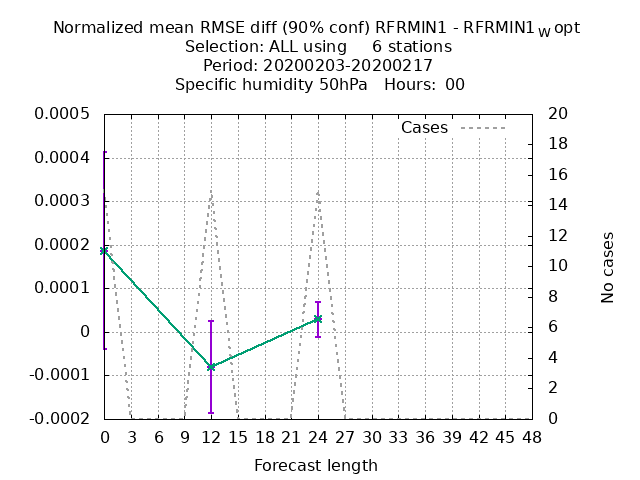 Normalized mean RMSE diff (90% conf) RFRMIN1 - RFRMIN1_W opt
Selection: ALL using 6 stations
Period: 20200203-20200217
Specific humidity 50hPa Hours: 00
Cases
0.0005
0.0004
0.0003
0.0002
0.0001
0
-0.0001
-0.0002
20
18
16
14
12
10
8
6
4
2
0
No cases
0 3 6 9 12 15 18 21 24 27 30 33 36 39 42 45 48
Forecast length